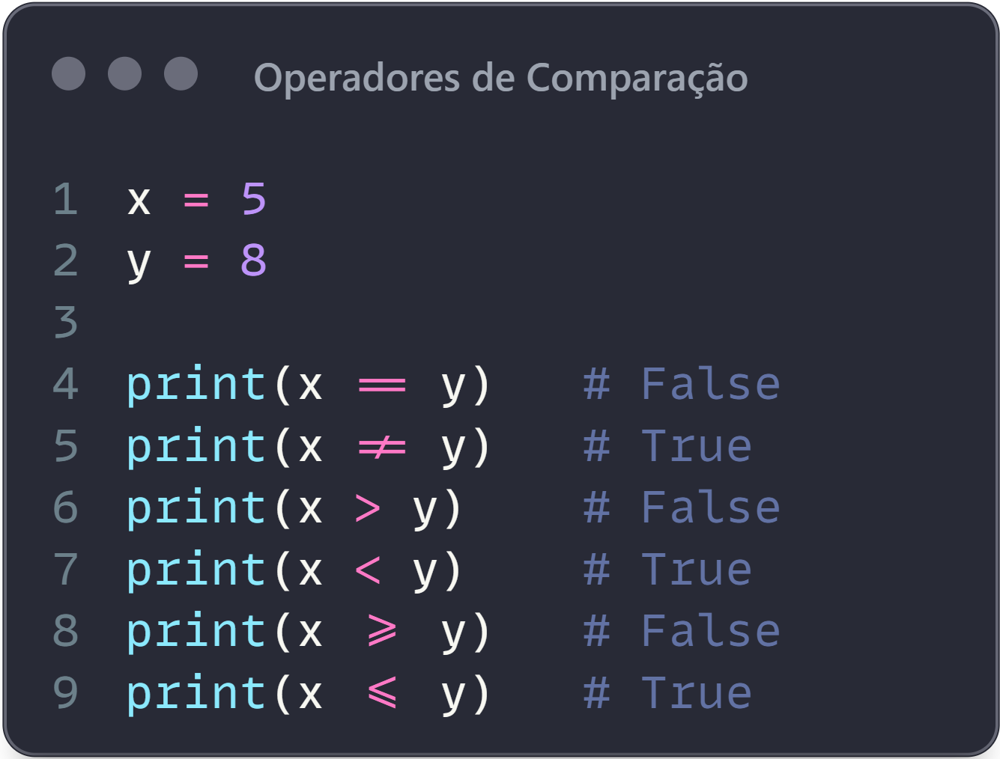 Operadores de Comparação
1 x = 5
2 y = 8
3
4 print(x == y) # False
5 print(x != y) # True
6 print(x > y) # False
7 print(x < y) # True
8 print(x >= y) # False
9 print(x <= y) # True